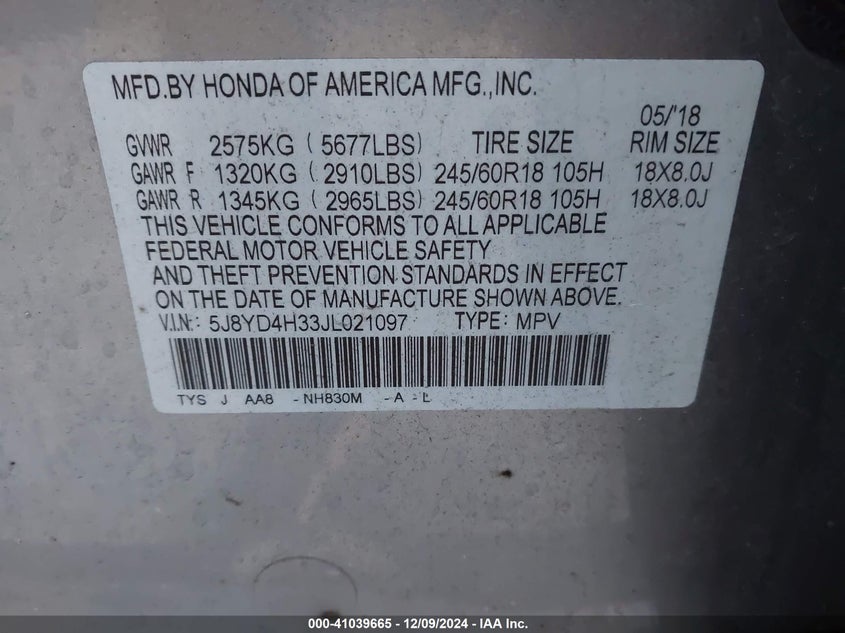 MFD.BY HONDA OF AMERICA MFG.,INC.
05/'18
GVWR 2575KG ( 5677LBS) TIRE SIZE RIM SIZE
GAWR F 1320KG ( 2910LBS) 245/60R18 105H 18X8.0J
GAWR R 1345KG ( 2965LBS) 245/60R18 105H 18X8.0J
THIS VEHICLE CONFORMS TO ALL APPLICABLE
FEDERAL MOTOR VEHICLE SAFETY
AND THEFT PREVENTION STANDARDS IN EFFECT
ON THE DATE OF MANUFACTURE SHOWN ABOVE.
V.I.N.: 5J8YD4H33JL021097 TYPE: MPV
TYS J AA8 - NH830M - A - L
000-41039665 - 12/09/2024 - IAA Inc.